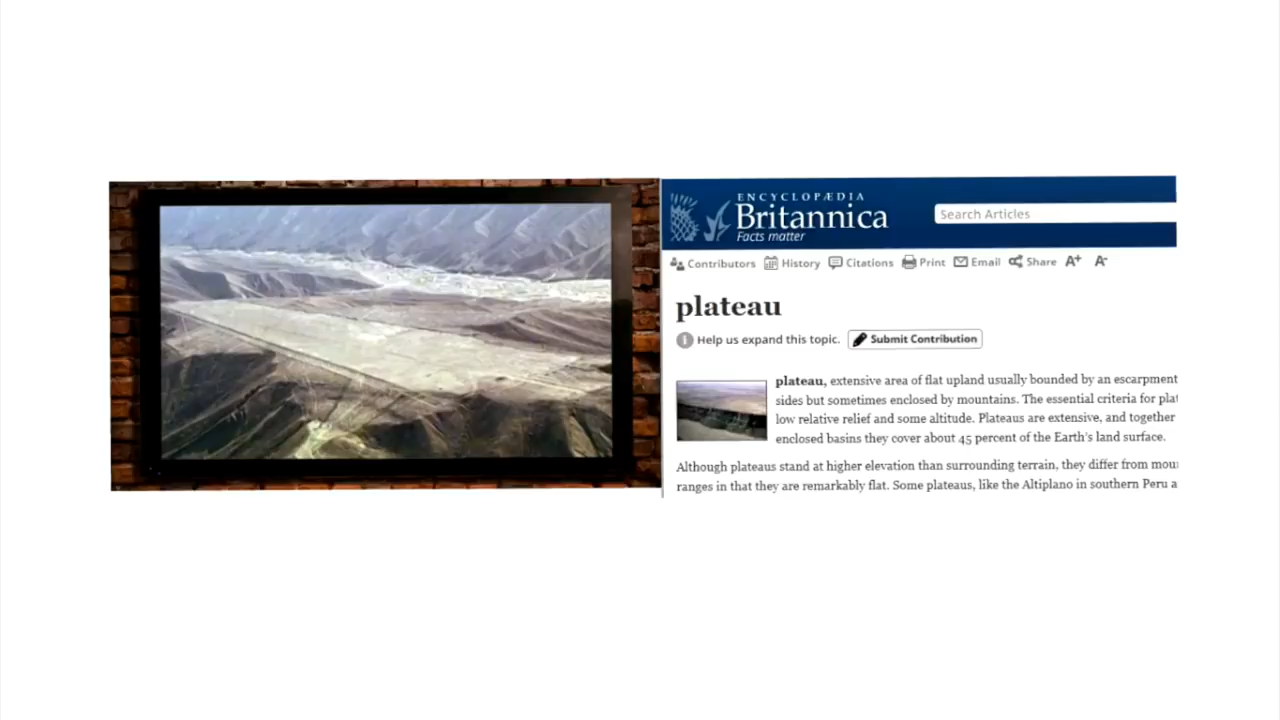 ENCYCLOPÆDIA
Britannica
Facts matter
Search Articles
Contributors History Citations Print Email Share A+ A-
plateau
Help us expand this topic. Submit Contribution
plateau, extensive area of flat upland usually bounded by an escarpment
sides but sometimes enclosed by mountains. The essential criteria for plat
low relative relief and some altitude. Plateaus are extensive, and together
enclosed basins they cover about 45 percent of the Earth's land surface.
Although plateaus stand at higher elevation than surrounding terrain, they differ from mou
ranges in that they are remarkably flat. Some plateaus, like the Altiplano in southern Peru a